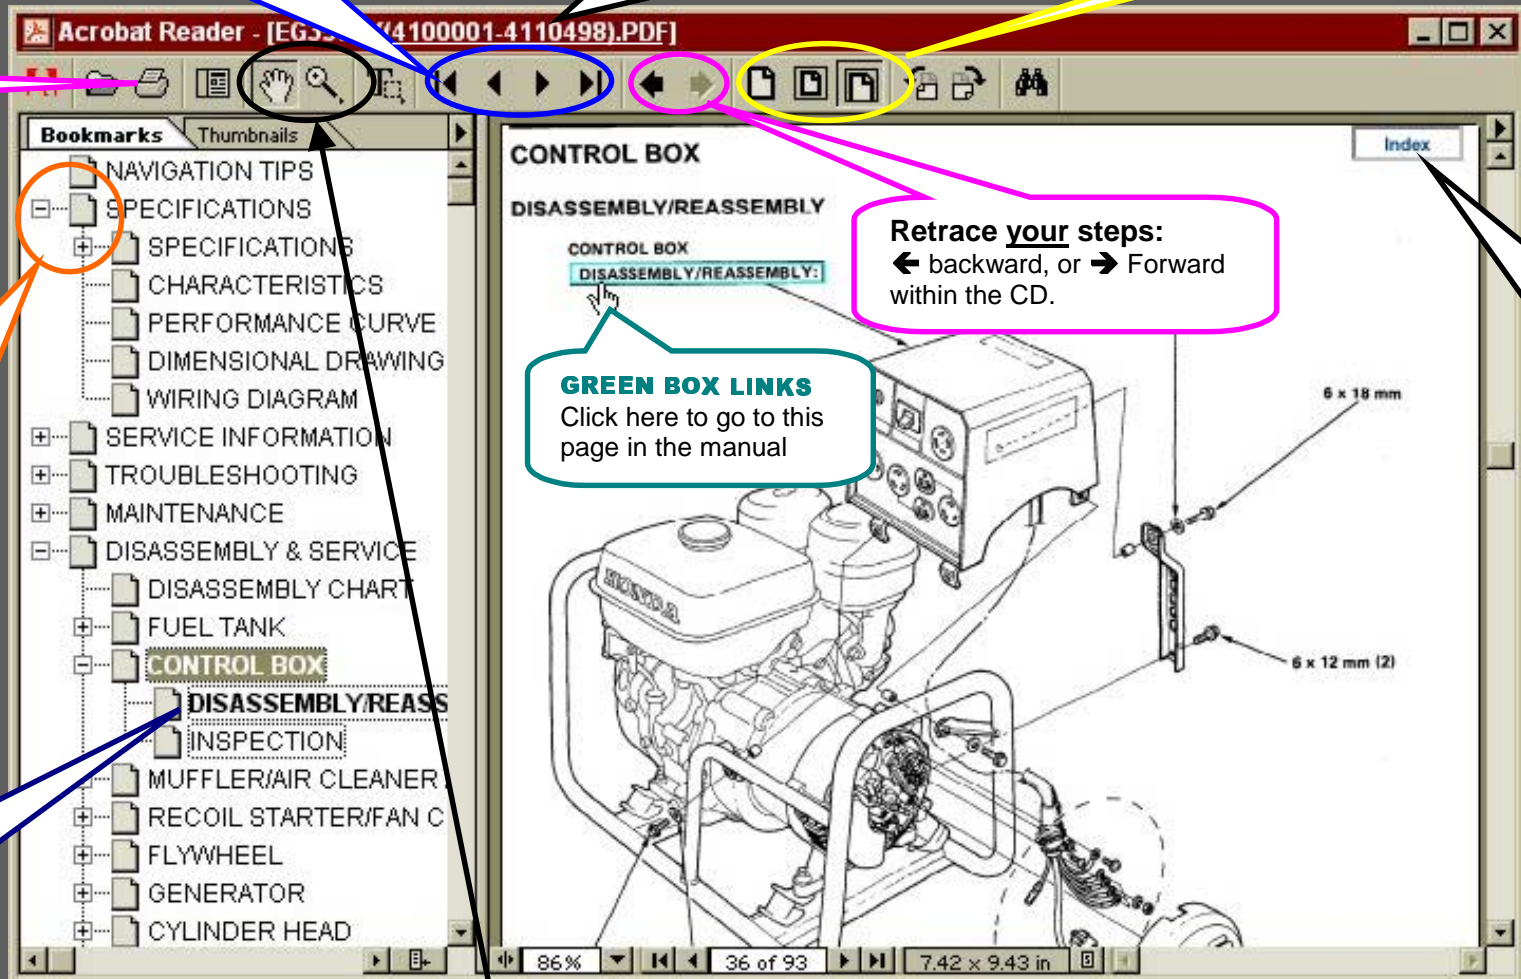 Acrobat Reader - [EG35 (4100001-4110498).PDF]
Bookmarks Thumbnails
NAVIGATION TIPS
SPECIFICATIONS
SPECIFICATIONS
CHARACTERISTICS
PERFORMANCE CURVE
DIMENSIONAL DRAWING
WIRING DIAGRAM
SERVICE INFORMATION
TROUBLESHOOTING
MAINTENANCE
DISASSEMBLY & SERVICE
DISASSEMBLY CHART
FUEL TANK
CONTROL BOX
DISASSEMBLY/REASS
INSPECTION
MUFFLER/AIR CLEANER
RECOIL STARTER/FAN C
FLYWHEEL
GENERATOR
CYLINDER HEAD
Index
CONTROL BOX
DISASSEMBLY/REASSEMBLY
CONTROL BOX
DISASSEMBLY/REASSEMBLY:
Retrace your steps:
🡸 backward, or 🡺 Forward
within the CD.
GREEN BOX LINKS
Click here to go to this
page in the manual
6 x 18 mm
HONDA
6 x 12 mm (2)
86% 36 of 93 7.42 x 9.43 in